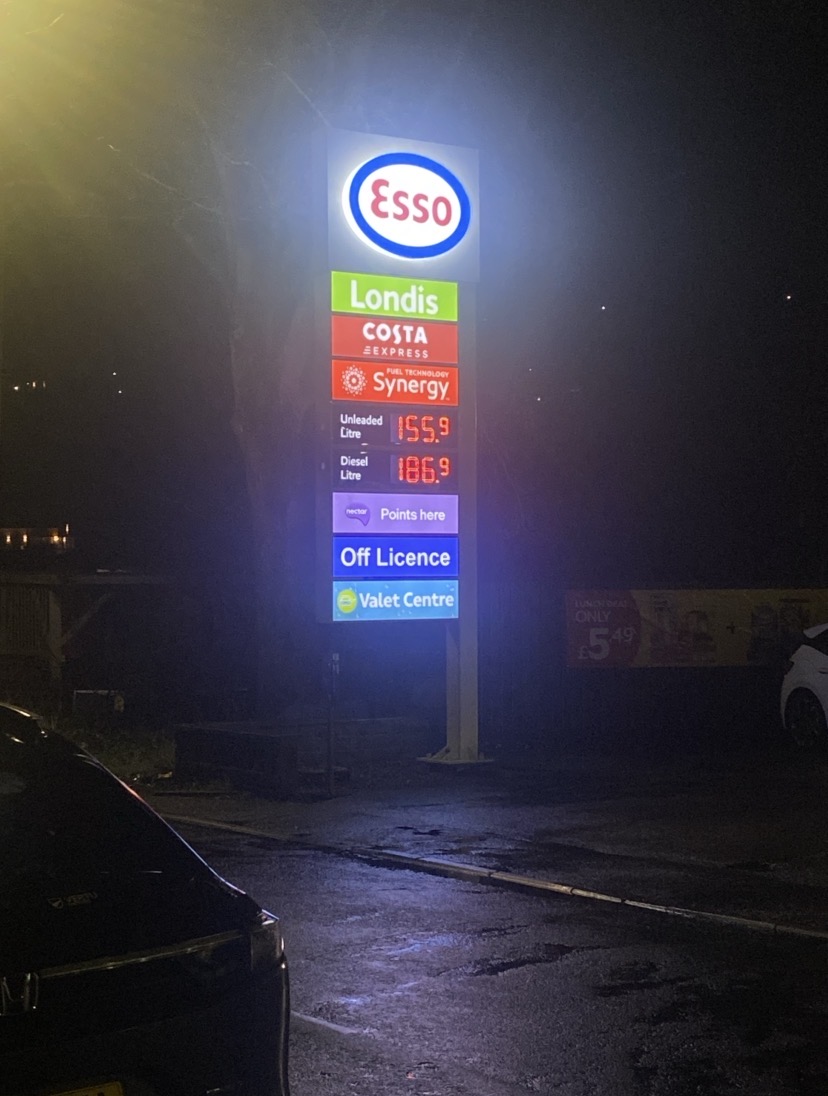 Esso
Londis
COSTA
EXPRESS
FUEL TECHNOLOGY
Synergy
Unleaded
Litre
155.9
Diesel
Litre
186.9
nectar Points here
Off Licence
Valet Centre
ONLY
£5.49
+